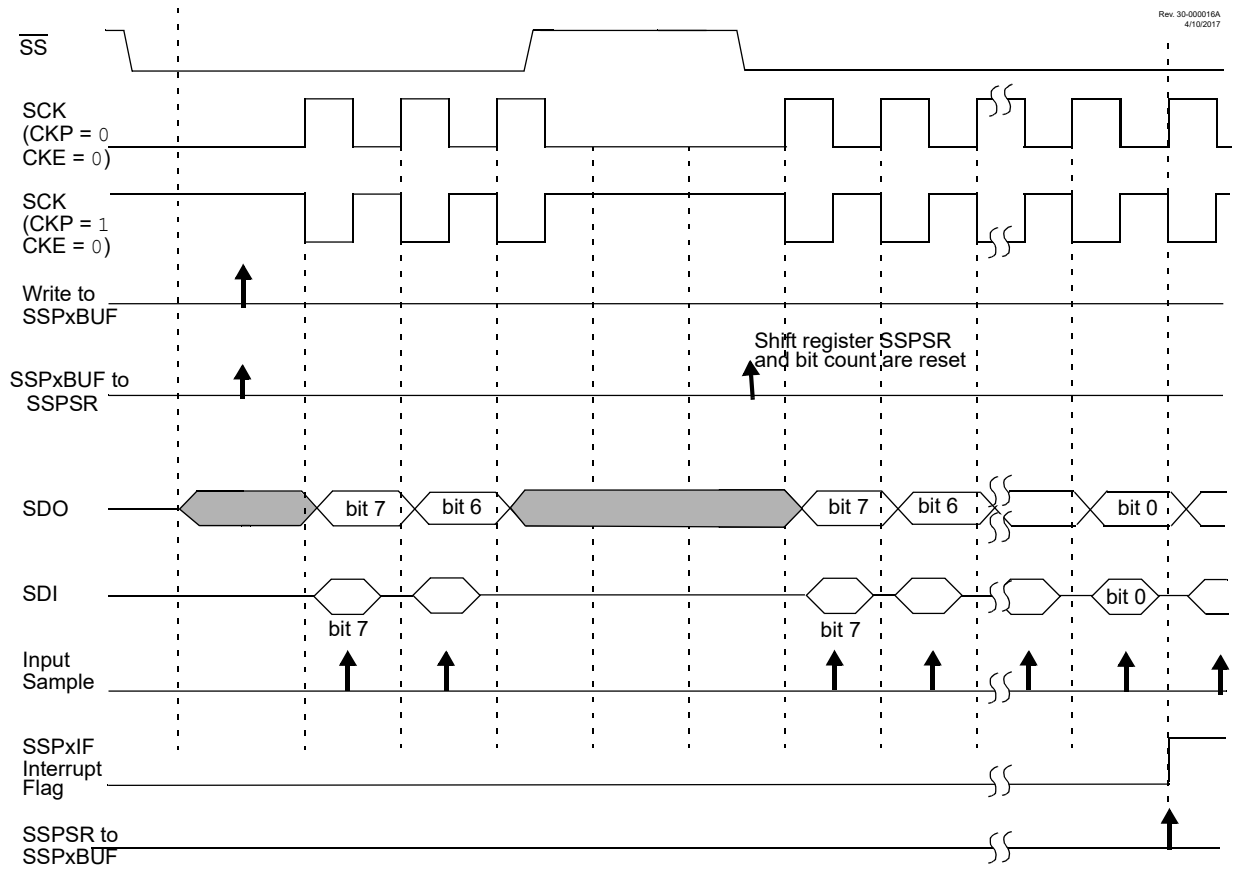 Rev. 30-000016A
4/10/2017
SS
SCK
(CKP = 0
CKE = 0)
SCK
(CKP = 1
CKE = 0)
Write to
SSPxBUF
Shift register SSPSR
and bit count are reset
SSPxBUF to
SSPSR
SDO
bit 7
bit 6
bit 7
bit 6
bit 0
SDI
bit 0
bit 7
bit 7
Input
Sample
SSPxIF
Interrupt
Flag
SSPSR to
SSPxBUF